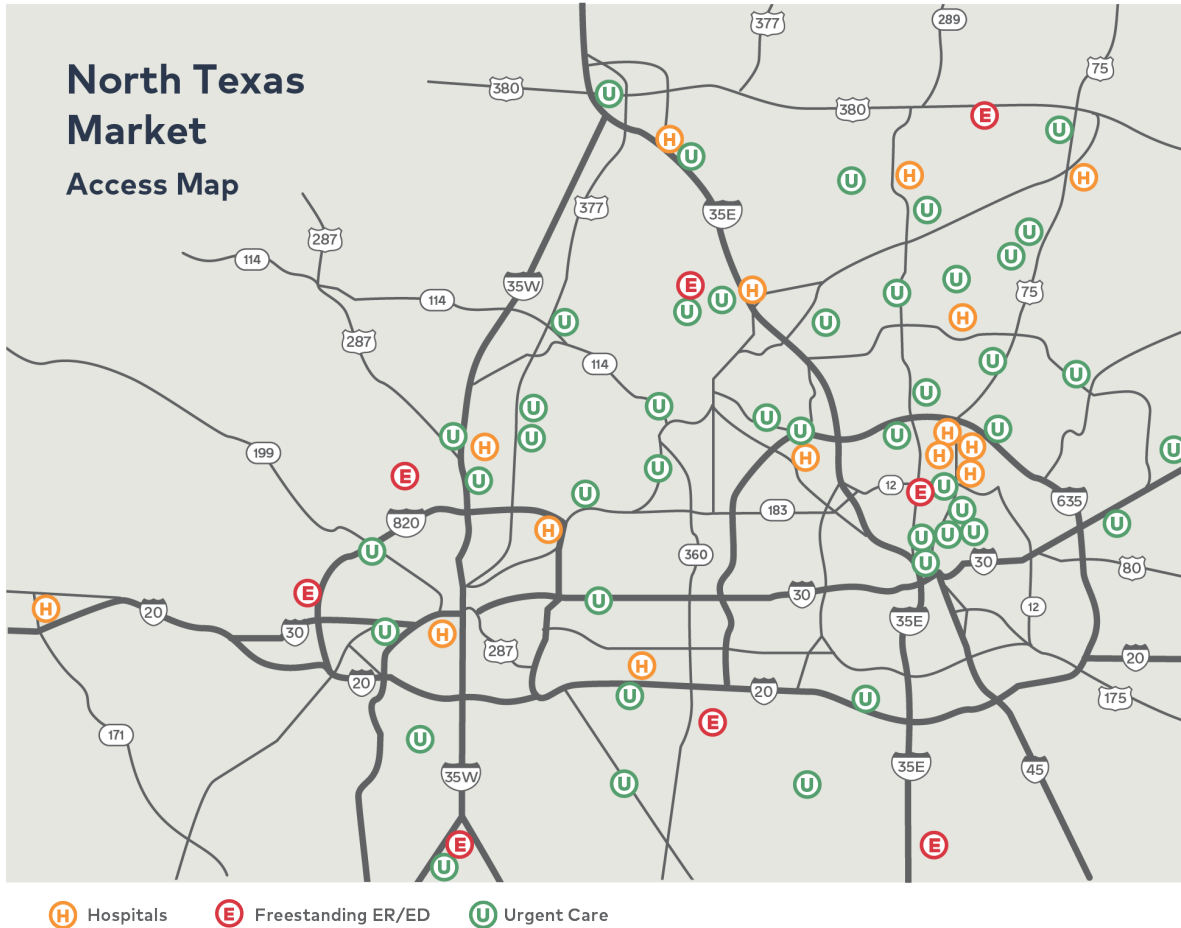 North Texas
Market
Access Map
377
289
75
380
U
380
E
U
H
U
U
H
H
377
35E
U
287
U
114
U
U
35W
E
H
U
75
114
U
U
U
H
U
287
114
U
U
U
U
U
U
U
U
U
H
U
U
U
H
199
H
H
H
U
E
U
H
12
E
U
U
635
183
U
820
H
U
U
U
U
U
360
U
30
80
E
20
H
30
U
12
30
U
H
287
35E
H
20
20
20
U
U
175
E
171
U
35W
U
U
35E
45
E
E
U
H Hospitals
E Freestanding ER/ED
U Urgent Care